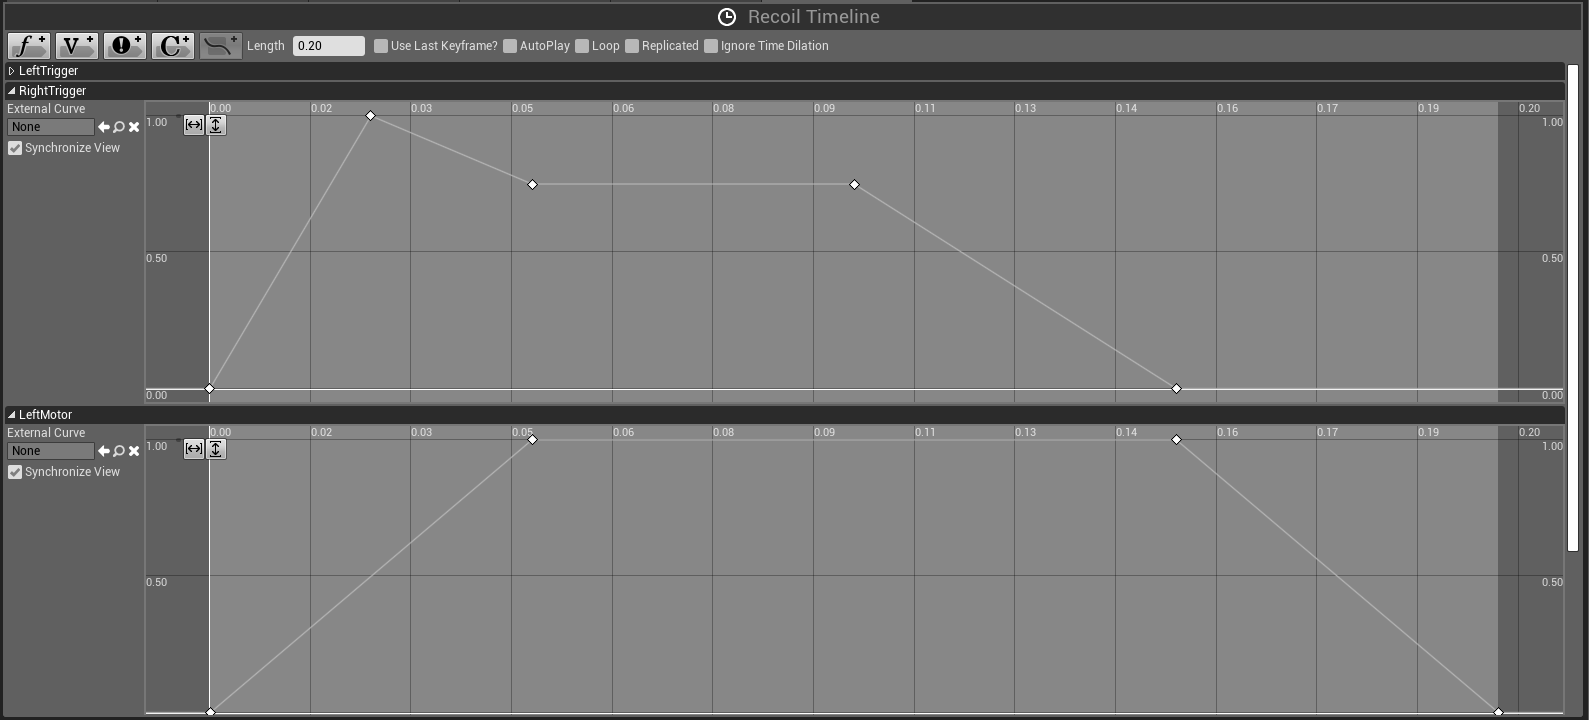 Recoil Timeline
f+ V+ !+ C+ + Length 0.20 Use Last Keyframe? AutoPlay Loop Replicated Ignore Time Dilation
LeftTrigger
RightTrigger
External Curve
None
Synchronize View
0.00 0.02 0.03 0.05 0.06 0.08 0.09 0.11 0.13 0.14 0.16 0.17 0.19 0.20
1.00 1.00
0.50 0.50
0.00 0.00
LeftMotor
External Curve
None
Synchronize View
0.00 0.02 0.03 0.05 0.06 0.08 0.09 0.11 0.13 0.14 0.16 0.17 0.19 0.20
1.00 1.00
0.50 0.50